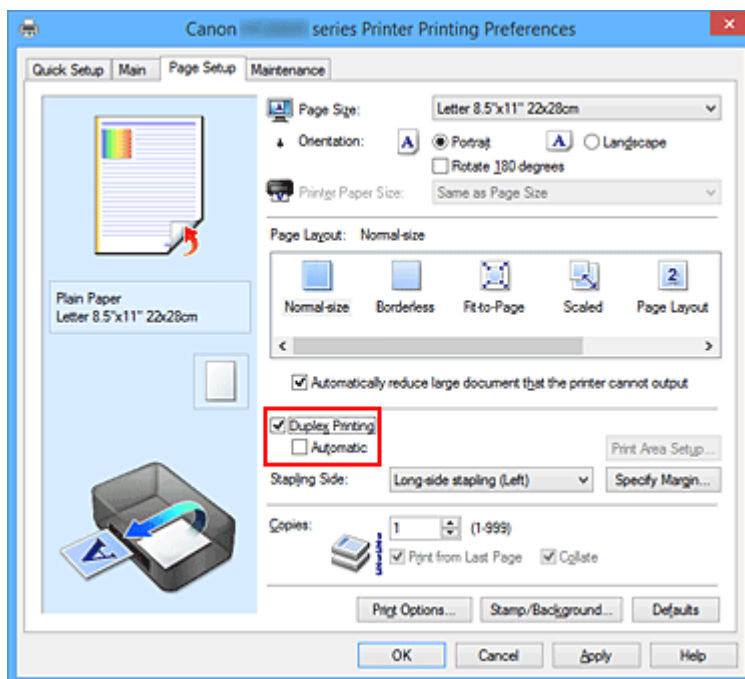 Canon series Printer Printing Preferences
Quick Setup Main Page Setup Maintenance
Page Size: Letter 8.5"x11" 22x28cm
Orientation: A Portrait A Landscape
Rotate 180 degrees
Printer Paper Size: Same as Page Size
Page Layout: Normal-size
2
Normal-size Borderless Fit-to-Page Scaled Page Layout
Plain Paper
Letter 8.5"x11" 22x28cm
Automatically reduce large document that the printer cannot output
Duplex Printing
Automatic
Print Area Setup...
Stapling Side: Long-side stapling (Left) Specify Margin...
Copies: 1 (1-999)
Print from Last Page Collate
A
Print Options... Stamp/Background... Defaults
OK Cancel Apply Help